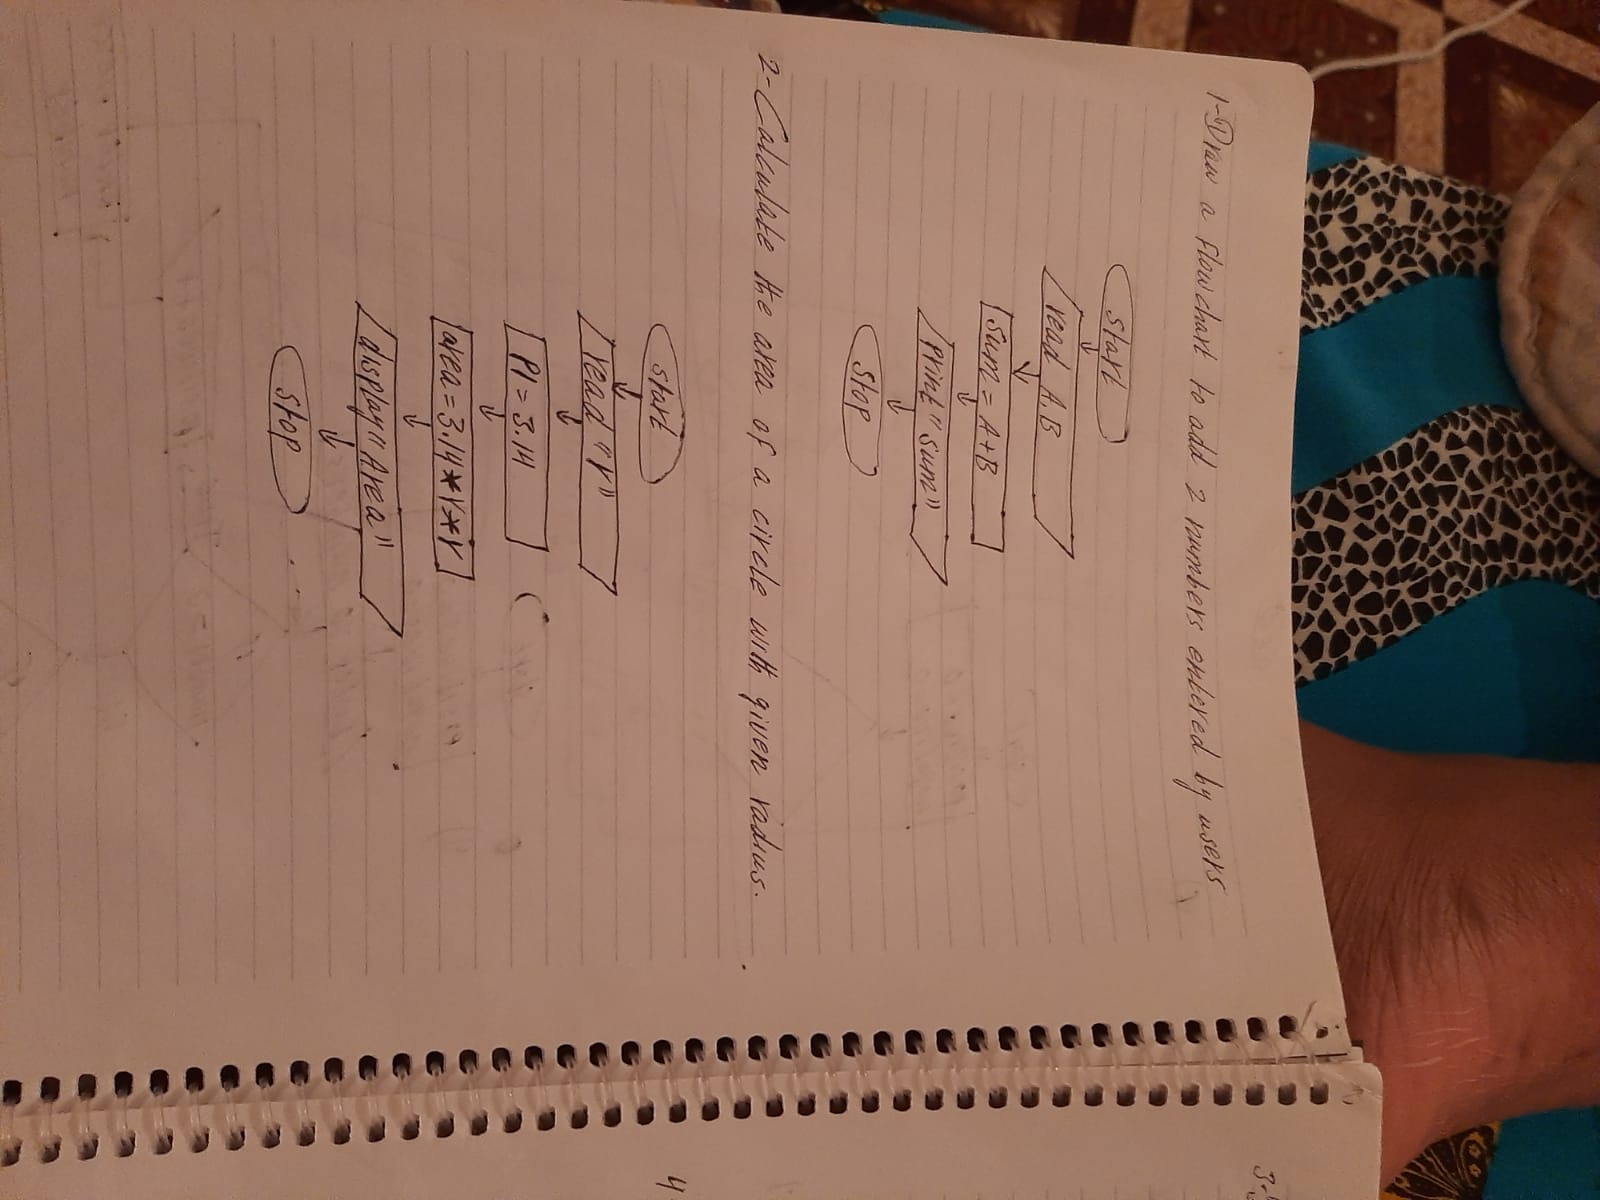 1-Draw a Flowchart to add 2 numbers entered by users
start
read A,B
Sum = A+B
Print "Sum"
Stop
2-Calculate the area of a circle with given radius.
start
read "r"
PI = 3.14
area = 3.14*r*r
display "Area"
Stop
4